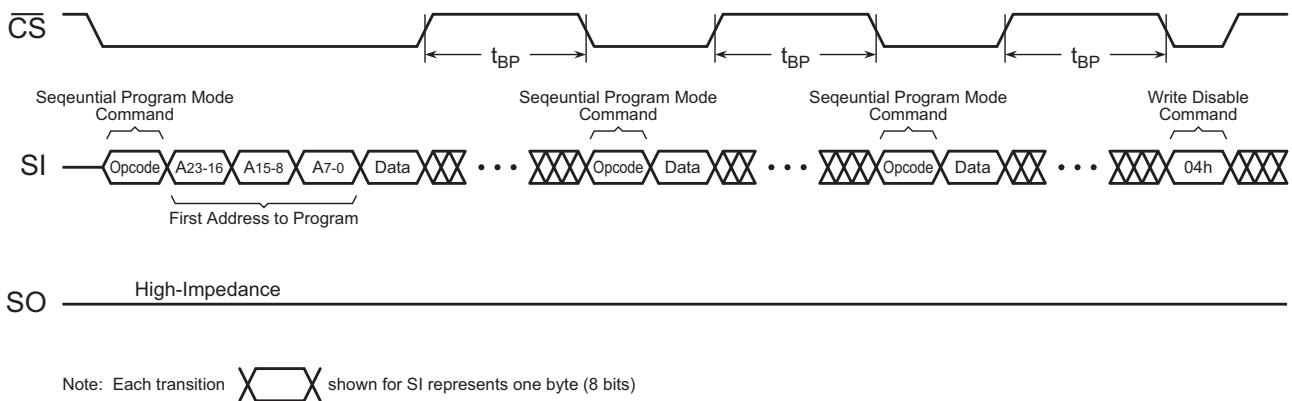 CS
tBP tBP tBP
Seqeuntial Program Mode Command
Seqeuntial Program Mode Command
Seqeuntial Program Mode Command
Write Disable Command
SI Opcode A23-16 A15-8 A7-0 Data • • • Opcode Data • • • Opcode Data • • • 04h
First Address to Program
SO High-Impedance
Note: Each transition shown for SI represents one byte (8 bits)